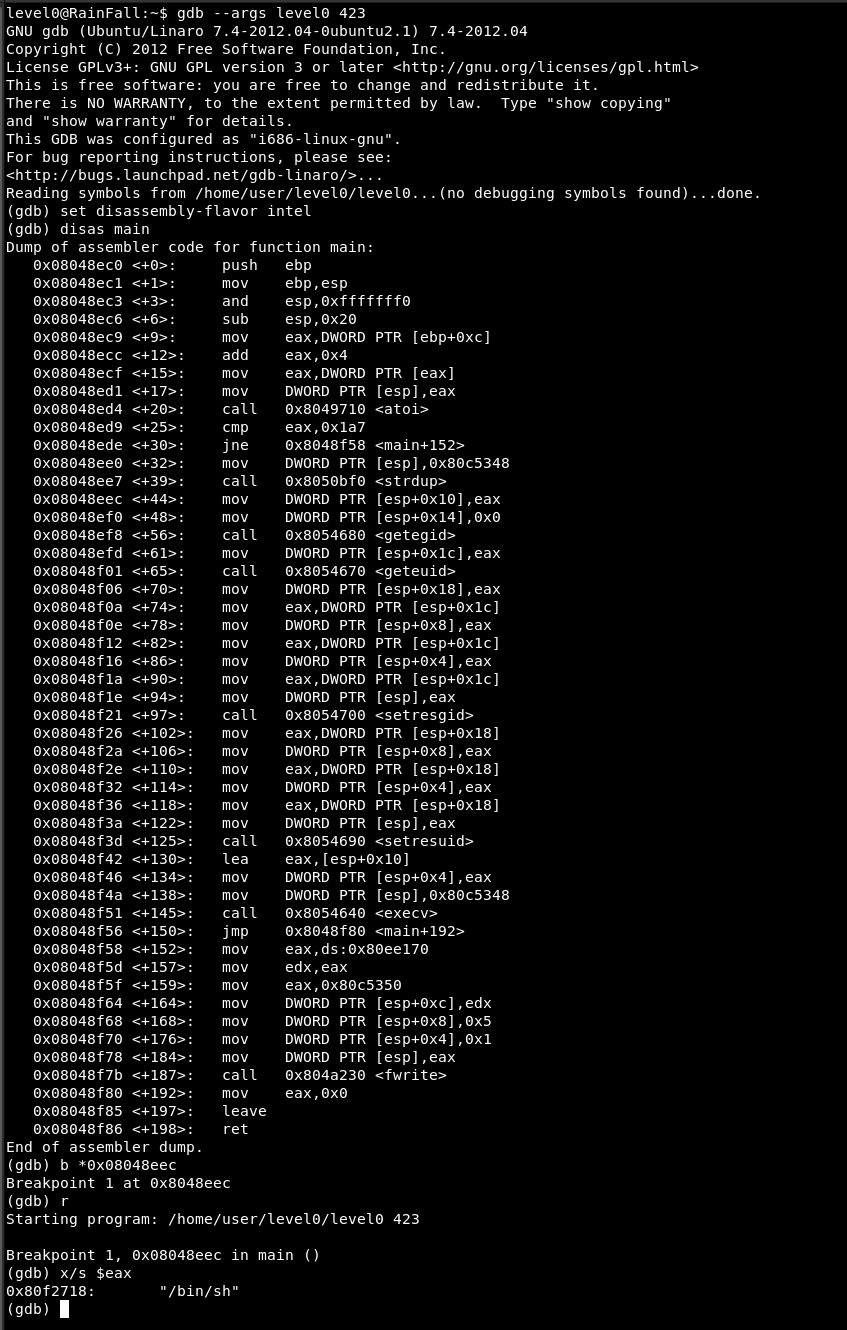 level0@RainFall:~$ gdb --args level0 423
GNU gdb (Ubuntu/Linaro 7.4-2012.04-0ubuntu2.1) 7.4-2012.04
Copyright (C) 2012 Free Software Foundation, Inc.
License GPLv3+: GNU GPL version 3 or later <http://gnu.org/licenses/gpl.html>
This is free software: you are free to change and redistribute it.
There is NO WARRANTY, to the extent permitted by law.  Type "show copying"
and "show warranty" for details.
This GDB was configured as "i686-linux-gnu".
For bug reporting instructions, please see:
<http://bugs.launchpad.net/gdb-linaro/>...
Reading symbols from /home/user/level0/level0...(no debugging symbols found)...done.
(gdb) set disassembly-flavor intel
(gdb) disas main
Dump of assembler code for function main:
   0x08048ec0 <+0>:     push   ebp
   0x08048ec1 <+1>:     mov    ebp,esp
   0x08048ec3 <+3>:     and    esp,0xfffffff0
   0x08048ec6 <+6>:     sub    esp,0x20
   0x08048ec9 <+9>:     mov    eax,DWORD PTR [ebp+0xc]
   0x08048ecc <+12>:    add    eax,0x4
   0x08048ecf <+15>:    mov    eax,DWORD PTR [eax]
   0x08048ed1 <+17>:    mov    DWORD PTR [esp],eax
   0x08048ed4 <+20>:    call   0x8049710 <atoi>
   0x08048ed9 <+25>:    cmp    eax,0x1a7
   0x08048ede <+30>:    jne    0x8048f58 <main+152>
   0x08048ee0 <+32>:    mov    DWORD PTR [esp],0x80c5348
   0x08048ee7 <+39>:    call   0x8050bf0 <strdup>
   0x08048eec <+44>:    mov    DWORD PTR [esp+0x10],eax
   0x08048ef0 <+48>:    mov    DWORD PTR [esp+0x14],0x0
   0x08048ef8 <+56>:    call   0x8054680 <getegid>
   0x08048efd <+61>:    mov    DWORD PTR [esp+0x1c],eax
   0x08048f01 <+65>:    call   0x8054670 <geteuid>
   0x08048f06 <+70>:    mov    DWORD PTR [esp+0x18],eax
   0x08048f0a <+74>:    mov    eax,DWORD PTR [esp+0x1c]
   0x08048f0e <+78>:    mov    DWORD PTR [esp+0x8],eax
   0x08048f12 <+82>:    mov    eax,DWORD PTR [esp+0x1c]
   0x08048f16 <+86>:    mov    DWORD PTR [esp+0x4],eax
   0x08048f1a <+90>:    mov    eax,DWORD PTR [esp+0x1c]
   0x08048f1e <+94>:    mov    DWORD PTR [esp],eax
   0x08048f21 <+97>:    call   0x8054700 <setresgid>
   0x08048f26 <+102>:   mov    eax,DWORD PTR [esp+0x18]
   0x08048f2a <+106>:   mov    DWORD PTR [esp+0x8],eax
   0x08048f2e <+110>:   mov    eax,DWORD PTR [esp+0x18]
   0x08048f32 <+114>:   mov    DWORD PTR [esp+0x4],eax
   0x08048f36 <+118>:   mov    eax,DWORD PTR [esp+0x18]
   0x08048f3a <+122>:   mov    DWORD PTR [esp],eax
   0x08048f3d <+125>:   call   0x8054690 <setresuid>
   0x08048f42 <+130>:   lea    eax,[esp+0x10]
   0x08048f46 <+134>:   mov    DWORD PTR [esp+0x4],eax
   0x08048f4a <+138>:   mov    DWORD PTR [esp],0x80c5348
   0x08048f51 <+145>:   call   0x8054640 <execv>
   0x08048f56 <+150>:   jmp    0x8048f80 <main+192>
   0x08048f58 <+152>:   mov    eax,ds:0x80ee170
   0x08048f5d <+157>:   mov    edx,eax
   0x08048f5f <+159>:   mov    eax,0x80c5350
   0x08048f64 <+164>:   mov    DWORD PTR [esp+0xc],edx
   0x08048f68 <+168>:   mov    DWORD PTR [esp+0x8],0x5
   0x08048f70 <+176>:   mov    DWORD PTR [esp+0x4],0x1
   0x08048f78 <+184>:   mov    DWORD PTR [esp],eax
   0x08048f7b <+187>:   call   0x804a230 <fwrite>
   0x08048f80 <+192>:   mov    eax,0x0
   0x08048f85 <+197>:   leave
   0x08048f86 <+198>:   ret
End of assembler dump.
(gdb) b *0x08048eec
Breakpoint 1 at 0x8048eec
(gdb) r
Starting program: /home/user/level0/level0 423
Breakpoint 1, 0x08048eec in main ()
(gdb) x/s $eax
0x80f2718:       "/bin/sh"
(gdb)